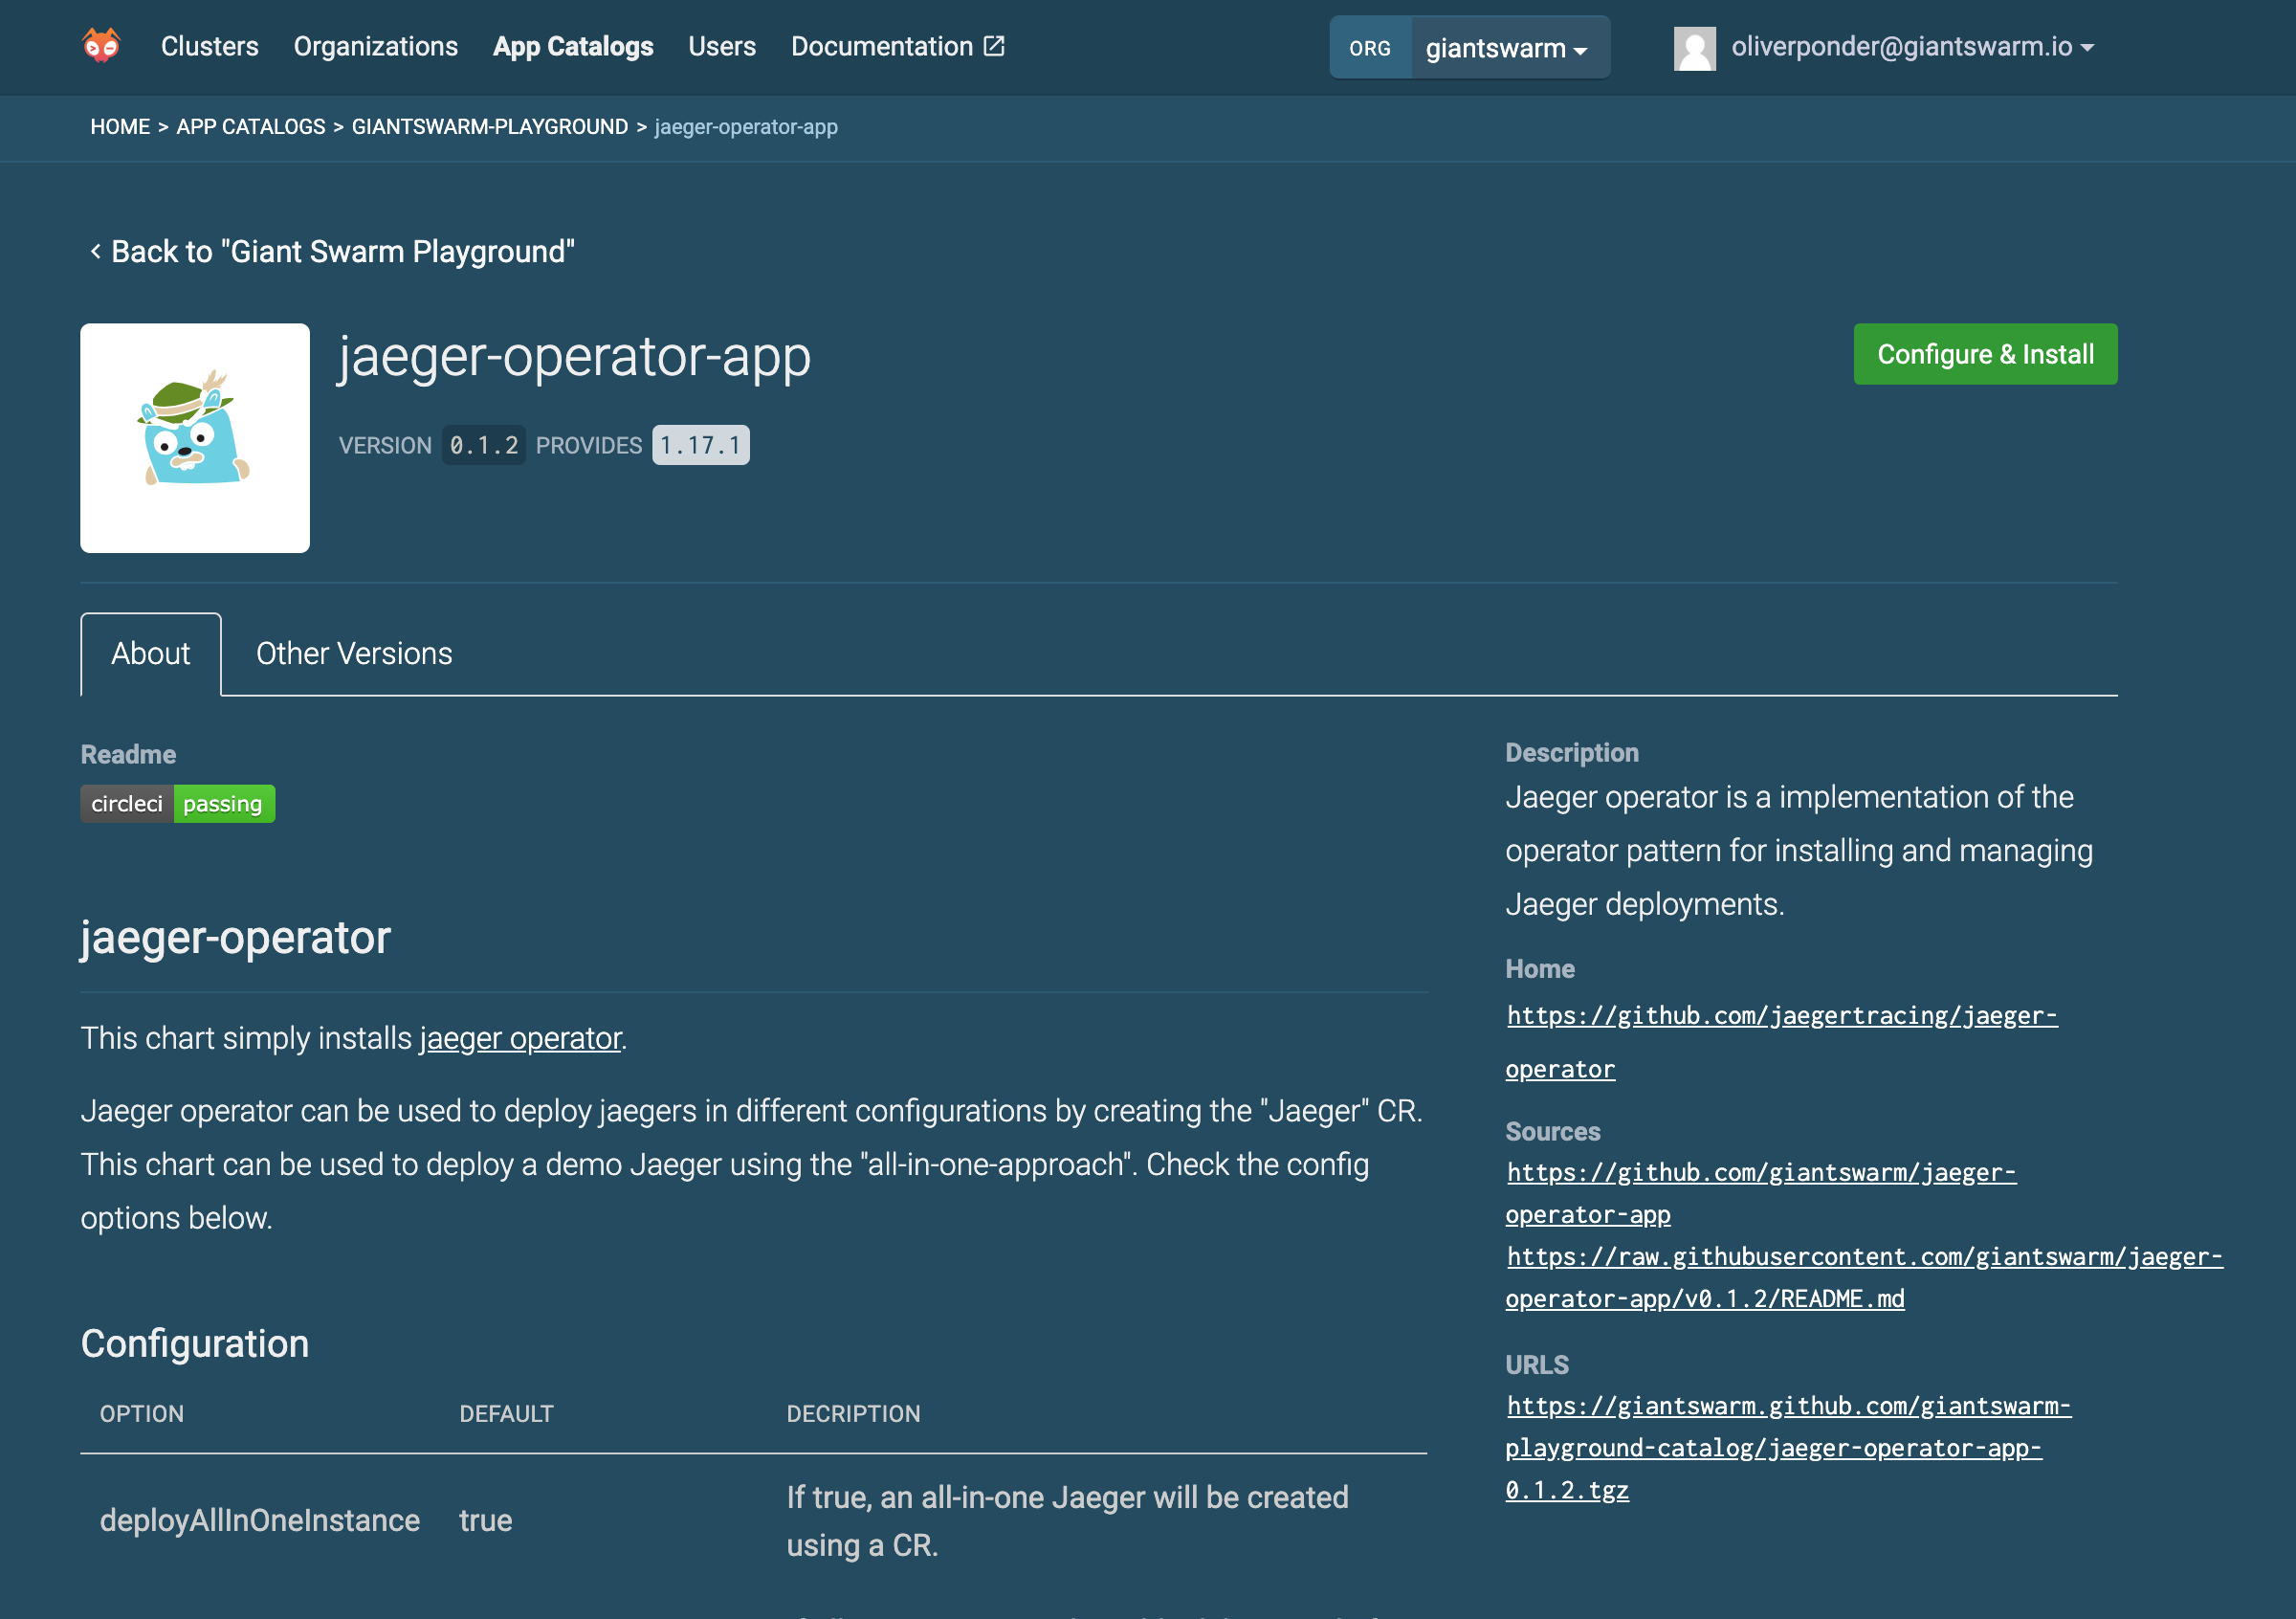 Clusters Organizations App Catalogs Users Documentation ORG giantswarm oliverponder@giantswarm.io
HOME > APP CATALOGS > GIANTSWARM-PLAYGROUND > jaeger-operator-app
< Back to "Giant Swarm Playground"
jaeger-operator-app
Configure & Install
VERSION 0.1.2 PROVIDES 1.17.1
About Other Versions
Readme
circleci passing
jaeger-operator
This chart simply installs jaeger operator.
Jaeger operator can be used to deploy jaegers in different configurations by creating the "Jaeger" CR.
This chart can be used to deploy a demo Jaeger using the "all-in-one-approach". Check the config
options below.
Configuration
OPTION DEFAULT DECRIPTION
deployAllInOneInstance true If true, an all-in-one Jaeger will be created
using a CR.
Description
Jaeger operator is a implementation of the
operator pattern for installing and managing
Jaeger deployments.
Home
https://github.com/jaegertracing/jaeger-
operator
Sources
https://github.com/giantswarm/jaeger-
operator-app
https://raw.githubusercontent.com/giantswarm/jaeger-
operator-app/v0.1.2/README.md
URLS
https://giantswarm.github.com/giantswarm-
playground-catalog/jaeger-operator-app-
0.1.2.tgz